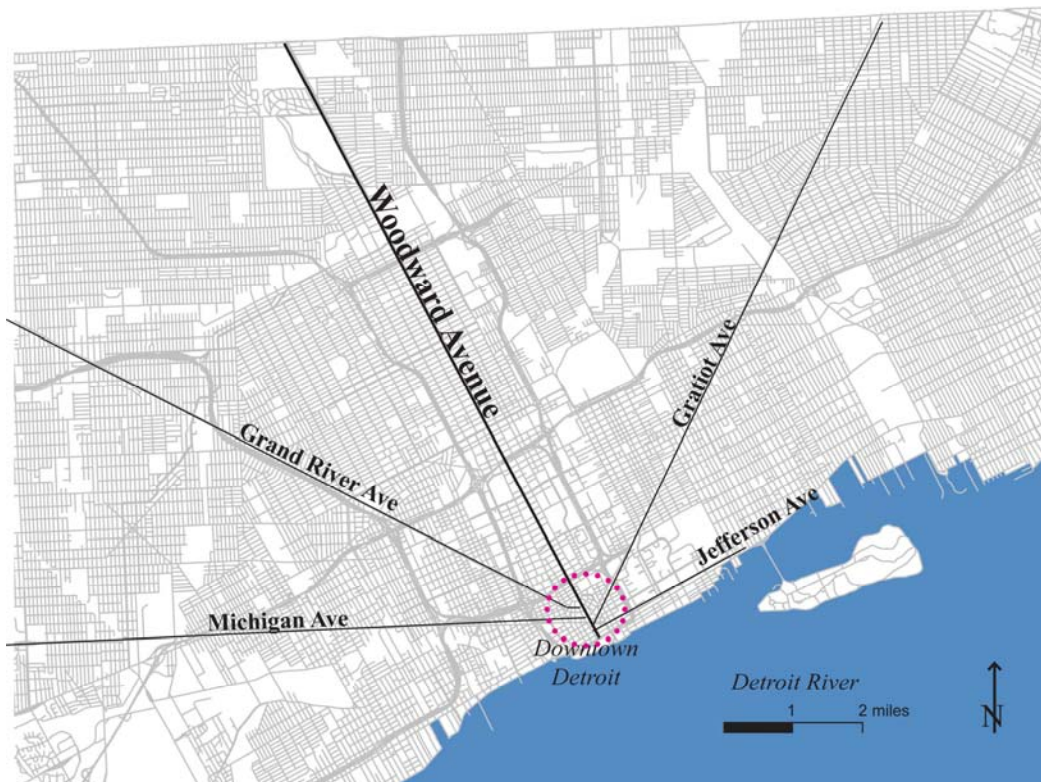 Woodward Avenue
Gratiot Ave
Grand River Ave
Jefferson Ave
Michigan Ave
Downtown
Detroit
Detroit River
1 2 miles
N